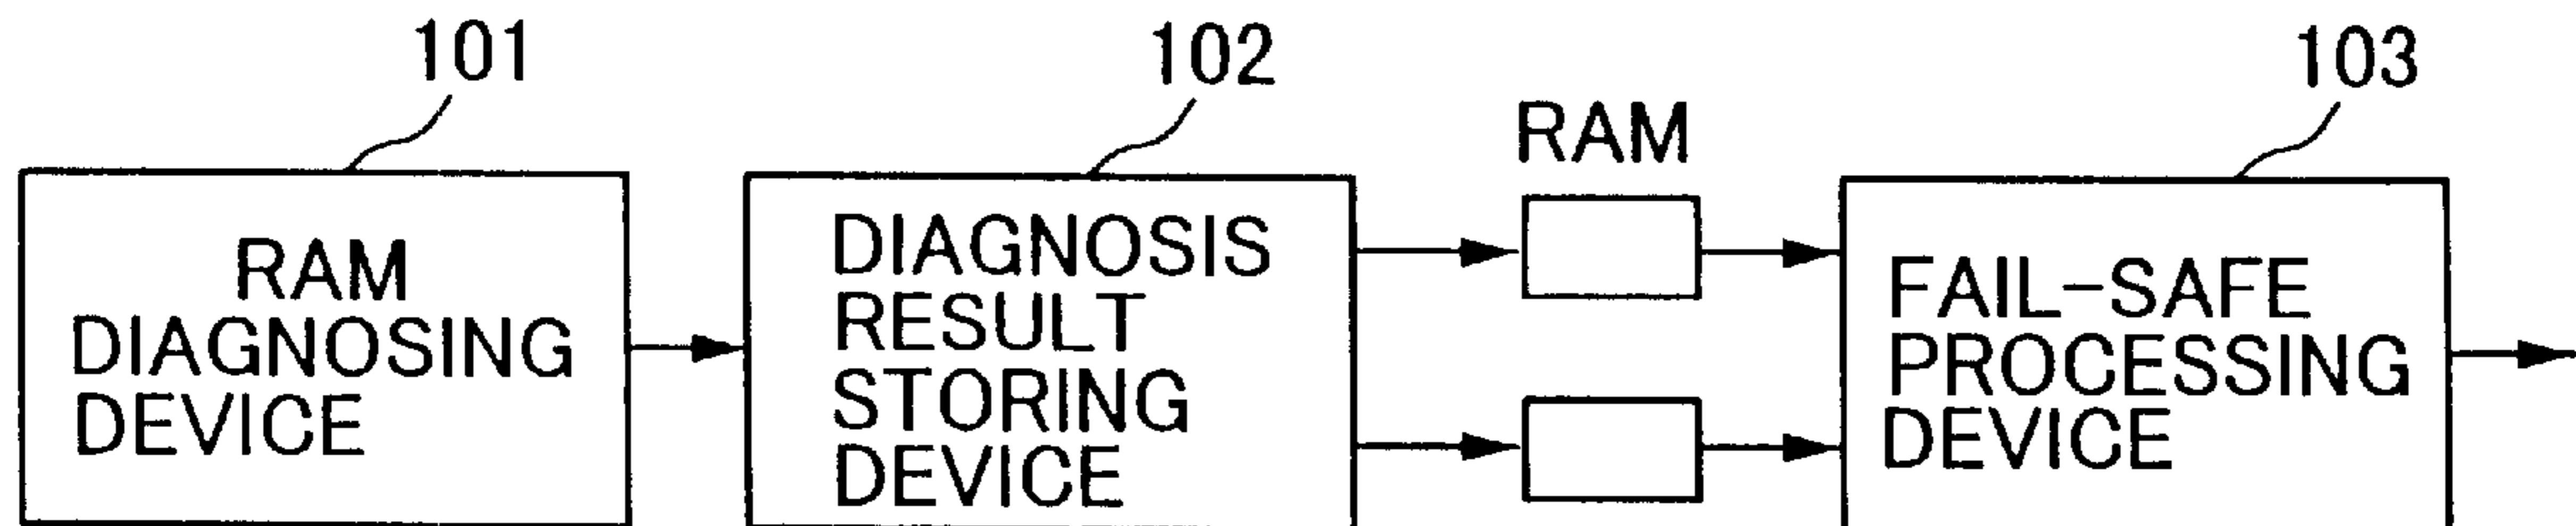 101
102
103
RAM
RAM
DIAGNOSING
DEVICE
DIAGNOSIS
RESULT
STORING
DEVICE
FAIL-SAFE
PROCESSING
DEVICE